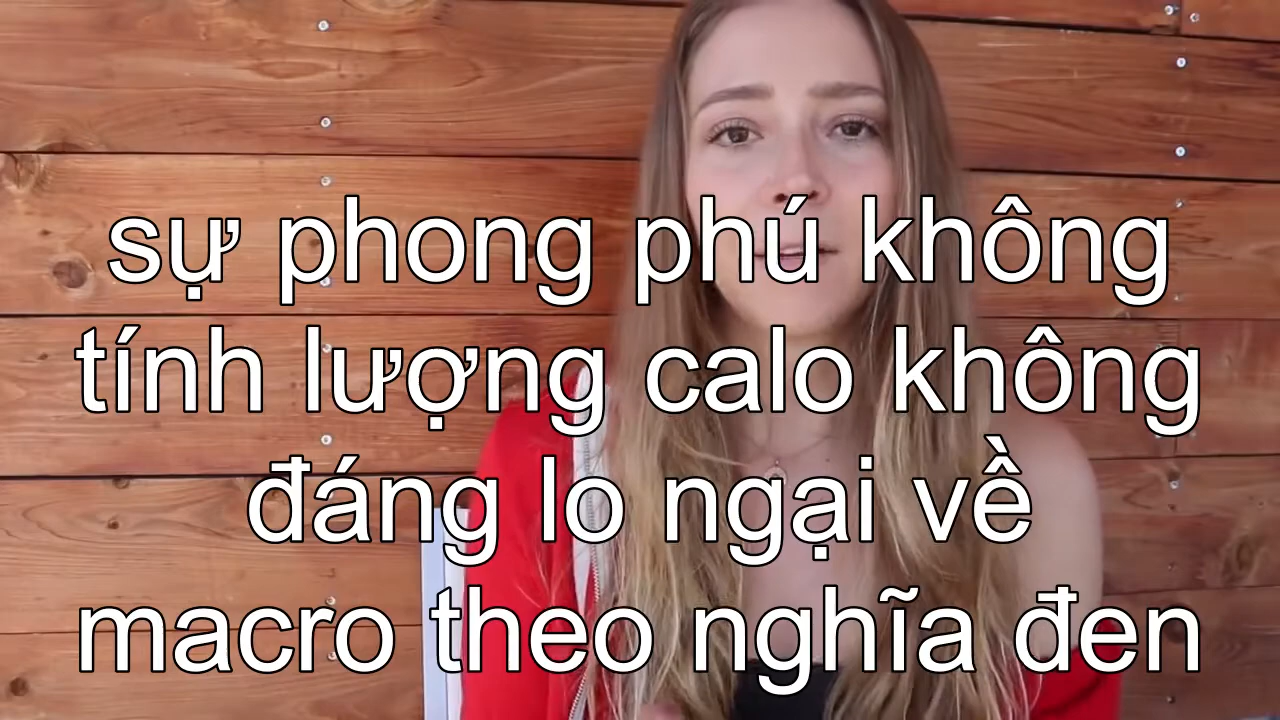 sự phong phú không
tính lượng calo không
đáng lo ngại về
macro theo nghĩa đen